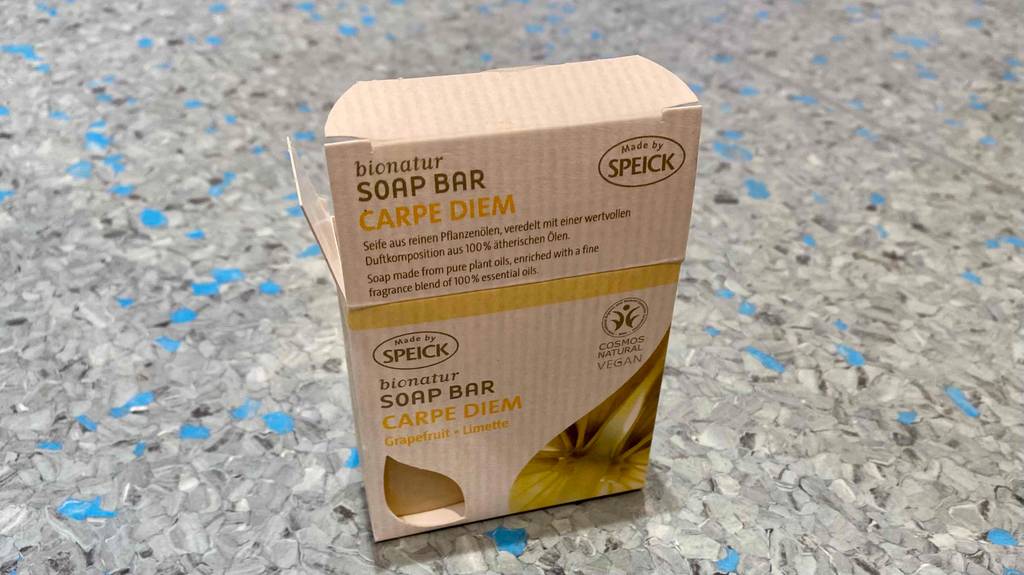 bionatur
SOAP BAR
CARPE DIEM
Made by
SPEICK
Seife aus reinen Pflanzenölen, veredelt mit einer wertvollen
Duftkomposition aus 100% ätherischen Ölen.
Soap made from pure plant oils, enriched with a fine
fragrance blend of 100% essential oils.
Made by
SPEICK
bionatur
SOAP BAR
CARPE DIEM
Grapefruit • Limette
COSMOS
NATURAL
VEGAN